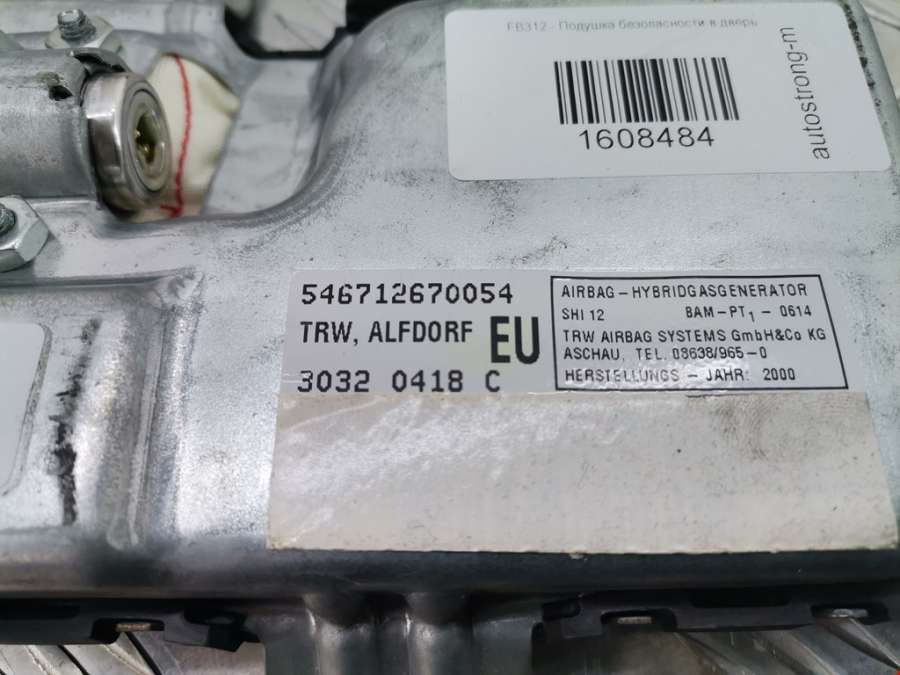 FB312 - Подушка безопасности в дверь
1608484
autostrong-m
546712670054
TRW, ALFDORF
EU
3032 0418 C
AIRBAG - HYBRIDGASGENERATOR
SHI 12 BAM-PT₁ - 0614
TRW AIRBAG SYSTEMS GmbH&Co KG
ASCHAU, TEL. 08638/965-0
HERSTELLUNGS - JAHR: 2000